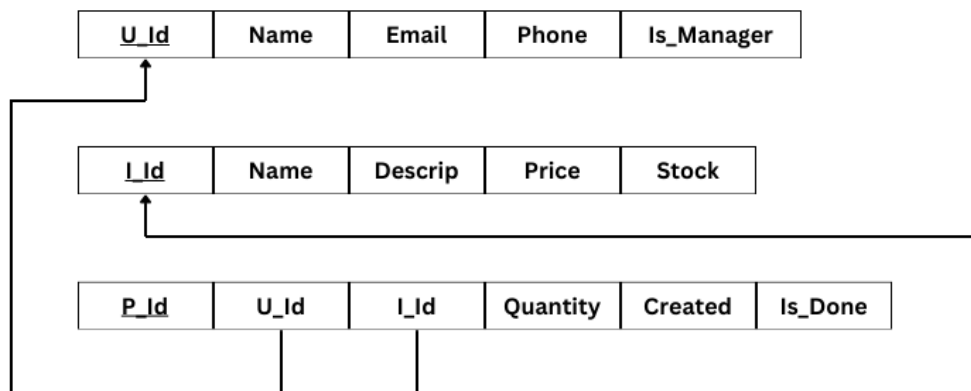 U_Id Name Email Phone Is_Manager
I_Id Name Descrip Price Stock
P_Id U_Id I_Id Quantity Created Is_Done